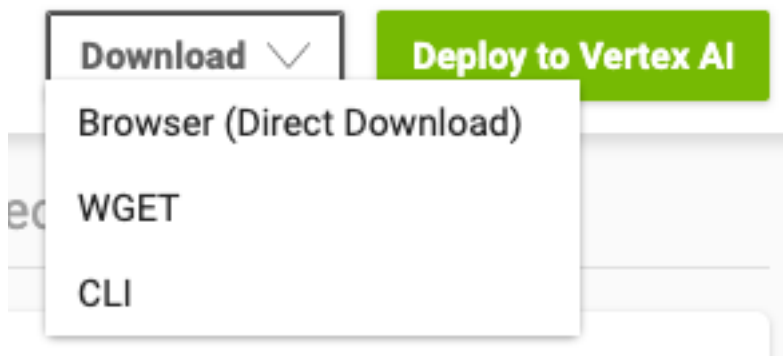 Download
Deploy to Vertex AI
Browser (Direct Download)
WGET
CLI